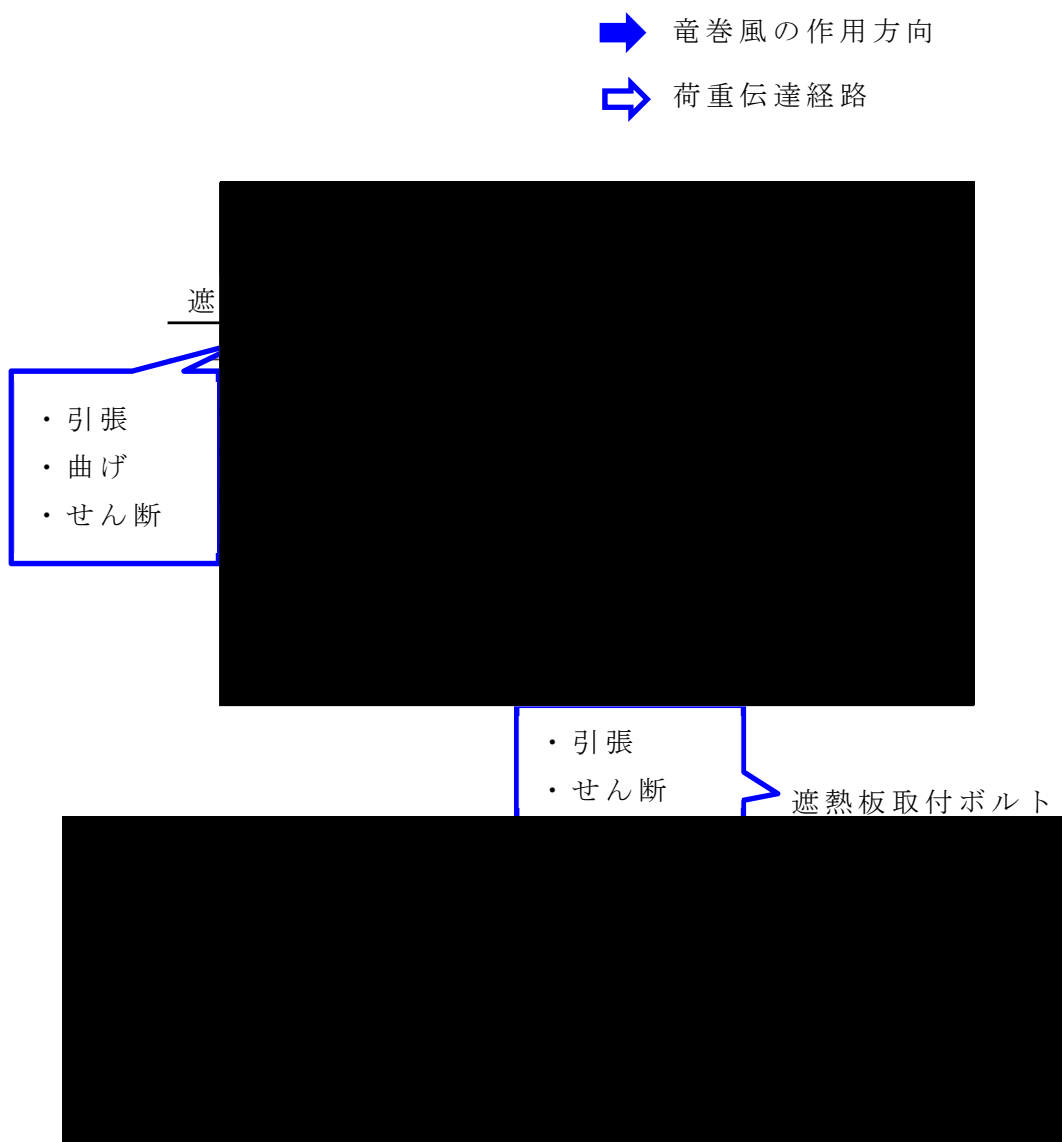 竜巻風の作用方向
荷重伝達経路
遮
・引張
・曲げ
・せん断
・引張
・せん断
遮熱板取付ボルト